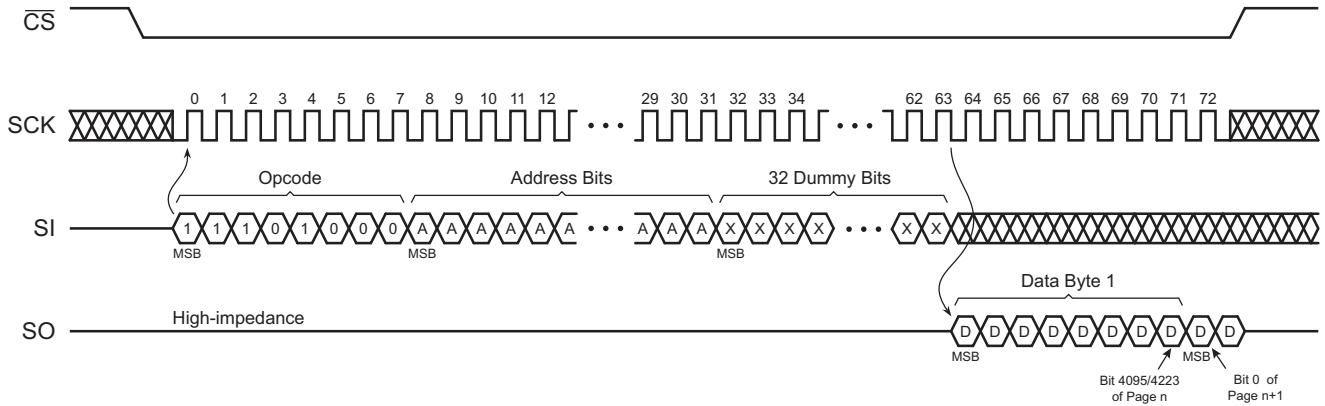 CS
SCK
0 1 2 3 4 5 6 7 8 9 10 11 12 29 30 31 32 33 34 62 63 64 65 66 67 68 69 70 71 72
Opcode Address Bits 32 Dummy Bits
SI
1 1 1 0 1 0 0 0 A A A A A A A A A X X X X X X
MSB MSB MSB
Data Byte 1
High-impedance
SO
D D D D D D D D D D
MSB MSB
Bit 4095/4223
of Page n
Bit 0 of
Page n+1